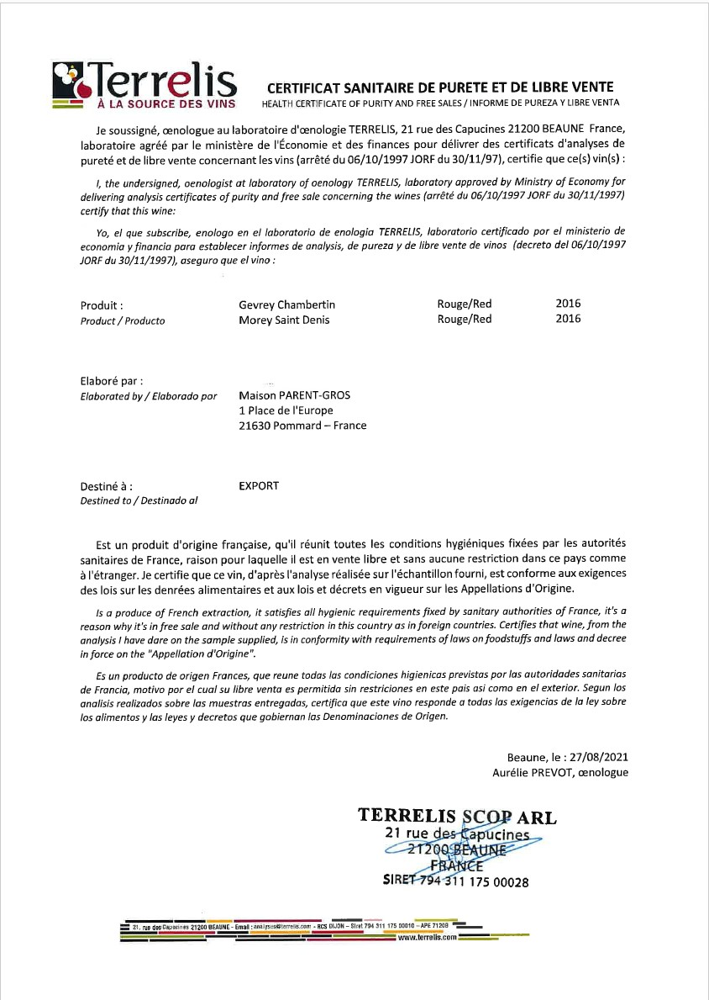 Terrelis
À LA SOURCE DES VINS
CERTIFICAT SANITAIRE DE PURETE ET DE LIBRE VENTE
HEALTH CERTIFICATE OF PURITY AND FREE SALES / INFORME DE PUREZA Y LIBRE VENTA
Je soussigné, œnologue au laboratoire d'œnologie TERRELIS, 21 rue des Capucines 21200 BEAUNE France,
laboratoire agréé par le ministère de l'Économie et des finances pour délivrer des certificats d'analyses de
pureté et de libre vente concernant les vins (arrêté du 06/10/1997 JORF du 30/11/97), certifie que ce(s) vin(s) :
I, the undersigned, oenologist at laboratory of oenology TERRELIS, laboratory approved by Ministry of Economy for
delivering analysis certificates of purity and free sale concerning the wines (arrêté du 06/10/1997 JORF du 30/11/1997)
certify that this wine:
Yo, el que subscribe, enologo en el laboratorio de enologia TERRELIS, laboratorio certificado por el ministerio de
economia y financia para establecer informes de analysis, de pureza y de libre vente de vinos (decreto del 06/10/1997
JORF du 30/11/1997), aseguro que el vino :
Produit : Gevrey Chambertin Rouge/Red 2016
Product / Producto Morey Saint Denis Rouge/Red 2016
Elaboré par :
Elaborated by / Elaborado por Maison PARENT-GROS
1 Place de l'Europe
21630 Pommard – France
Destiné à : EXPORT
Destined to / Destinado al
Est un produit d'origine française, qu'il réunit toutes les conditions hygiéniques fixées par les autorités
sanitaires de France, raison pour laquelle il est en vente libre et sans aucune restriction dans ce pays comme
à l'étranger. Je certifie que ce vin, d'après l'analyse réalisée sur l'échantillon fourni, est conforme aux exigences
des lois sur les denrées alimentaires et aux lois et décrets en vigueur sur les Appellations d'Origine.
Is a produce of French extraction, it satisfies all hygienic requirements fixed by sanitary authorities of France, it's a
reason why it's in free sale and without any restriction in this country as in foreign countries. Certifies that wine, from the
analysis I have dare on the sample supplied, is in conformity with requirements of laws on foodstuffs and laws and decree
in force on the "Appellation d'Origine".
Es un producto de origen Frances, que reune todas las condiciones higienicas previstas por las autoridades sanitarias
de Francia, motivo por el cual su libre venta es permitida sin restricciones en este pais asi como en el exterior. Segun los
analisis realizados sobre las muestras entregadas, certifica que este vino responde a todas las exigencias de la ley sobre
los alimentos y las leyes y decretos que gobiernan las Denominaciones de Origen.
Beaune, le : 27/08/2021
Aurélie PREVOT, œnologue
TERRELIS SCOP ARL
21 rue des Capucines
21200 BEAUNE
FRANCE
SIRET 794 311 175 00028
21, rue des Capucines 21200 BEAUNE - Email : analyses@terrelis.com - RCS DIJON – Siret 794 311 175 00010 – APE 7120B
www.terrelis.com